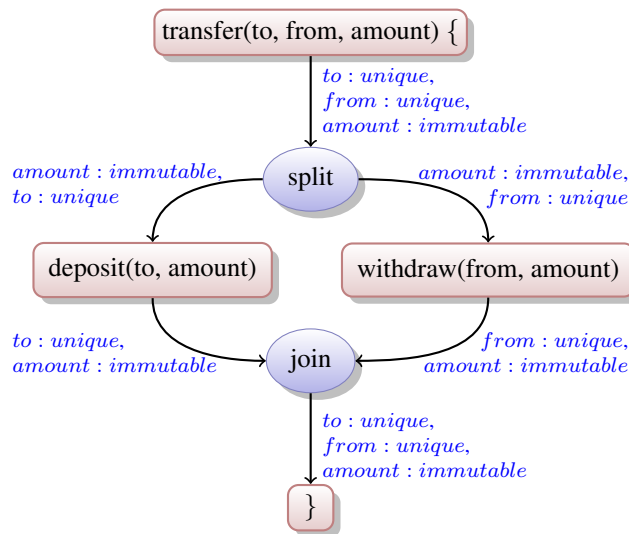 transfer(to, from, amount) {
to : unique,
from : unique,
amount : immutable
split
amount : immutable,
to : unique
amount : immutable,
from : unique
deposit(to, amount)
withdraw(from, amount)
to : unique,
amount : immutable
join
from : unique,
amount : immutable
to : unique,
from : unique,
amount : immutable
}